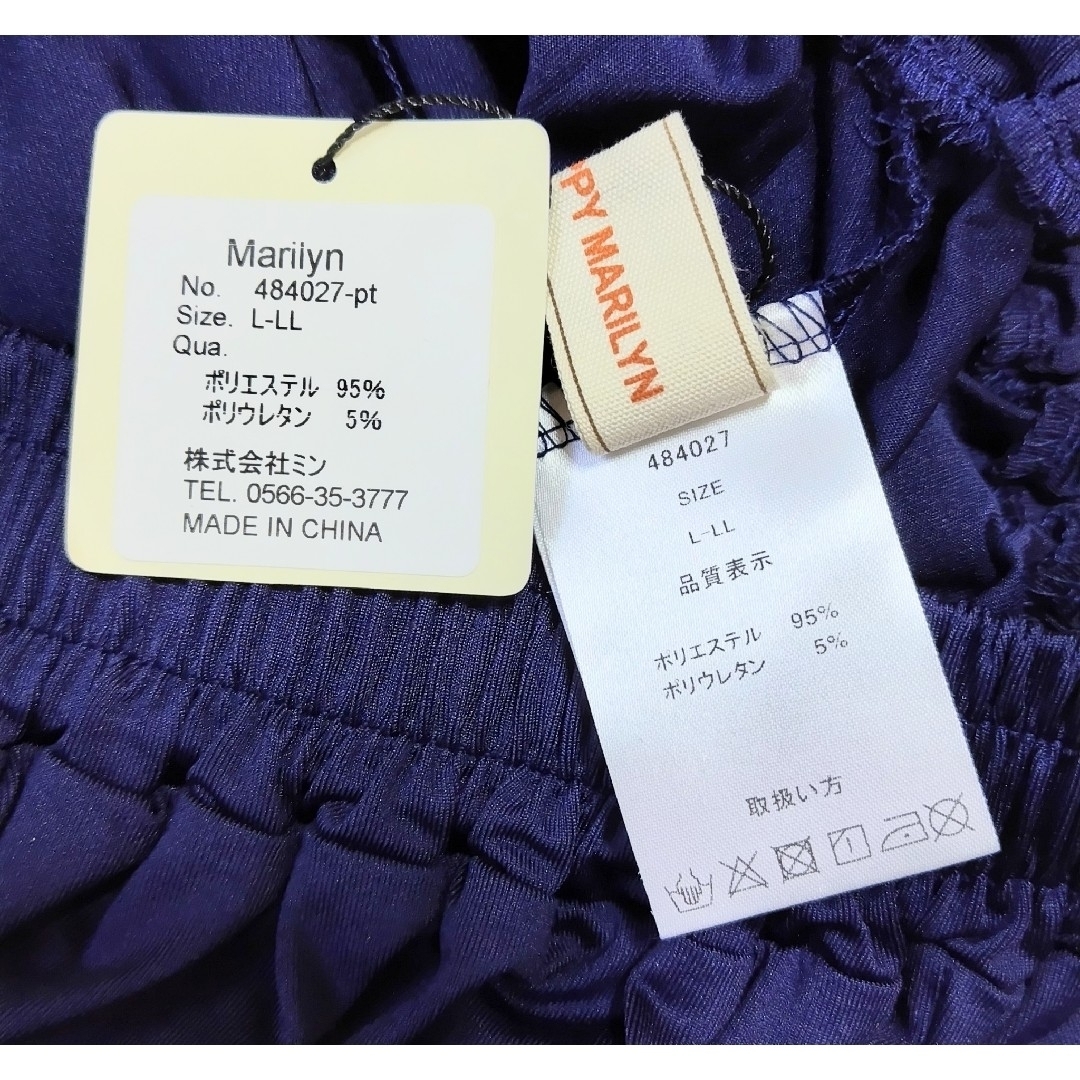 Marilyn
No. 484027-pt
Size. L-LL
Qua.
ポリエステル 95%
ポリウレタン 5%
株式会社ミン
TEL. 0566-35-3777
MADE IN CHINA
PY MARILYN
484027
SIZE
L-LL
品質表示
ポリエステル 95%
ポリウレタン 5%
取扱い方